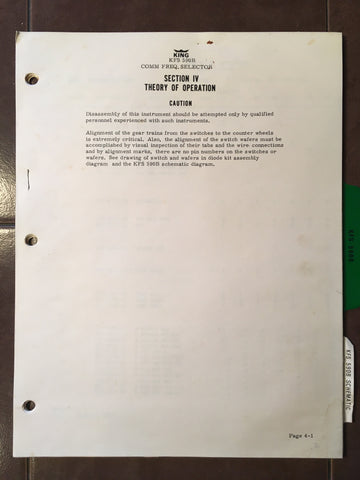 KING
KFS 590B
COMM FREQ. SELECTOR
SECTION IV
THEORY OF OPERATION
CAUTION
Disassembly of this instrument should be attempted only by qualified
personnel experienced with such instruments.
Alignment of the gear trains from the switches to the counter wheels
is extremely critical. Also, the alignment of the switch wafers must be
accomplished by visual inspection of their tabs and the wire connections
and by alignment marks, there are no pin numbers on the switches or
wafers. See drawing of switch and wafers in diode kit assembly
diagram and the KFS 590B schematic diagram.
KFS 590B SCHEMATIC
Page 4-1